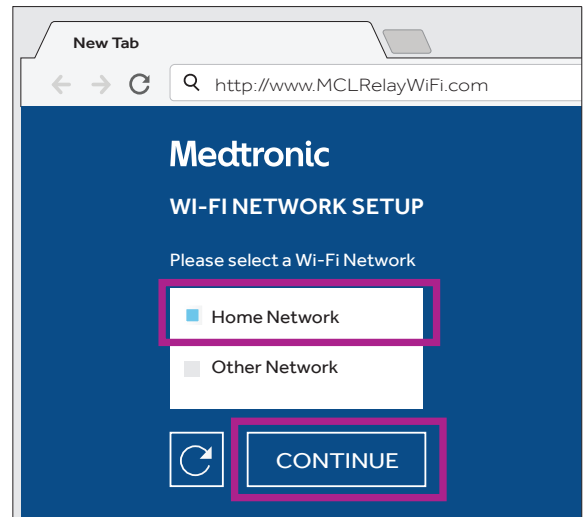 New Tab
http://www.MCLRelayWiFi.com
Medtronic
WI-FI NETWORK SETUP
Please select a Wi-Fi Network
Home Network
Other Network
CONTINUE